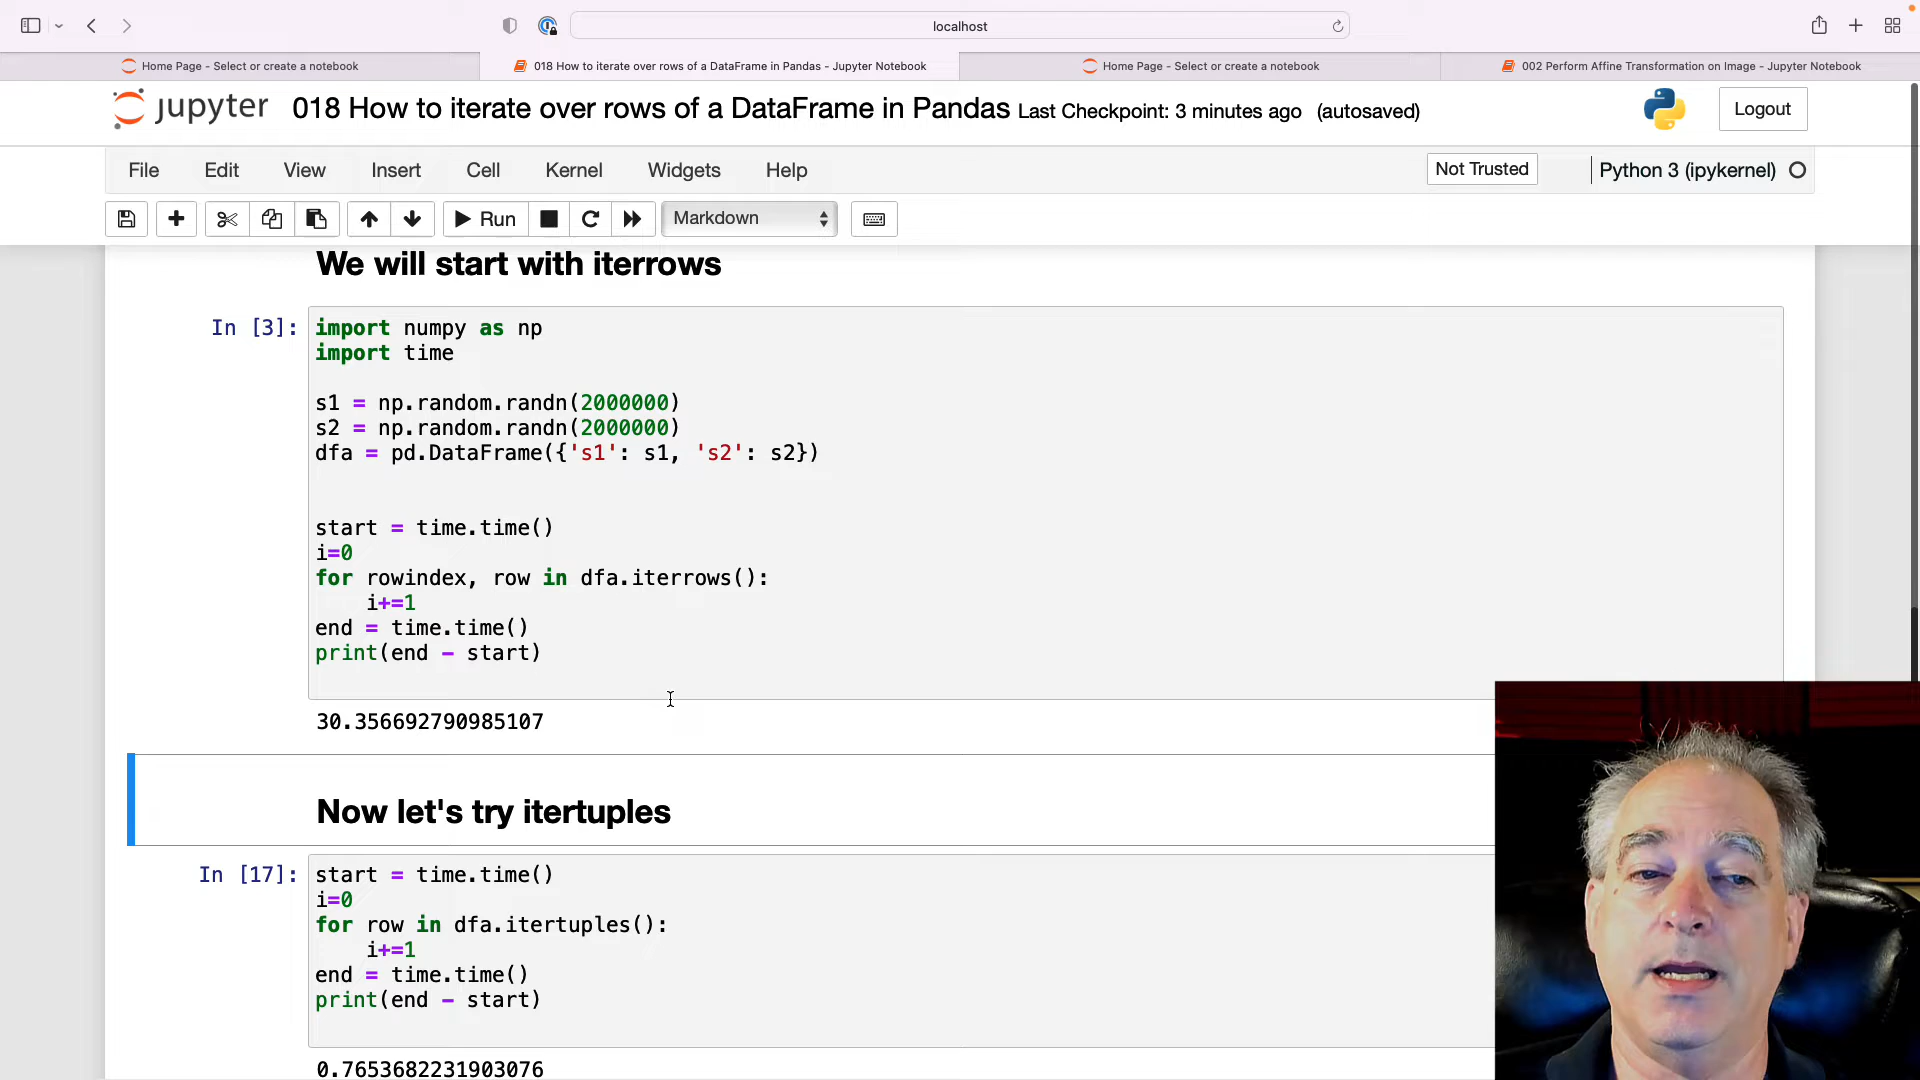 localhost
Home Page - Select or create a notebook
018 How to iterate over rows of a DataFrame in Pandas - Jupyter Notebook
Home Page - Select or create a notebook
002 Perform Affine Transformation on Image - Jupyter Notebook
jupyter 018 How to iterate over rows of a DataFrame in Pandas Last Checkpoint: 3 minutes ago (autosaved)
Logout
File Edit View Insert Cell Kernel Widgets Help
Not Trusted
Python 3 (ipykernel)
Run
Markdown
We will start with iterrows
In [3]:
import numpy as np
import time
s1 = np.random.randn(2000000)
s2 = np.random.randn(2000000)
dfa = pd.DataFrame({'s1': s1, 's2': s2})
start = time.time()
i=0
for rowindex, row in dfa.iterrows():
    i+=1
end = time.time()
print(end - start)
30.356692790985107
Now let's try itertuples
In [17]:
start = time.time()
i=0
for row in dfa.itertuples():
    i+=1
end = time.time()
print(end - start)
0.7653682231903076